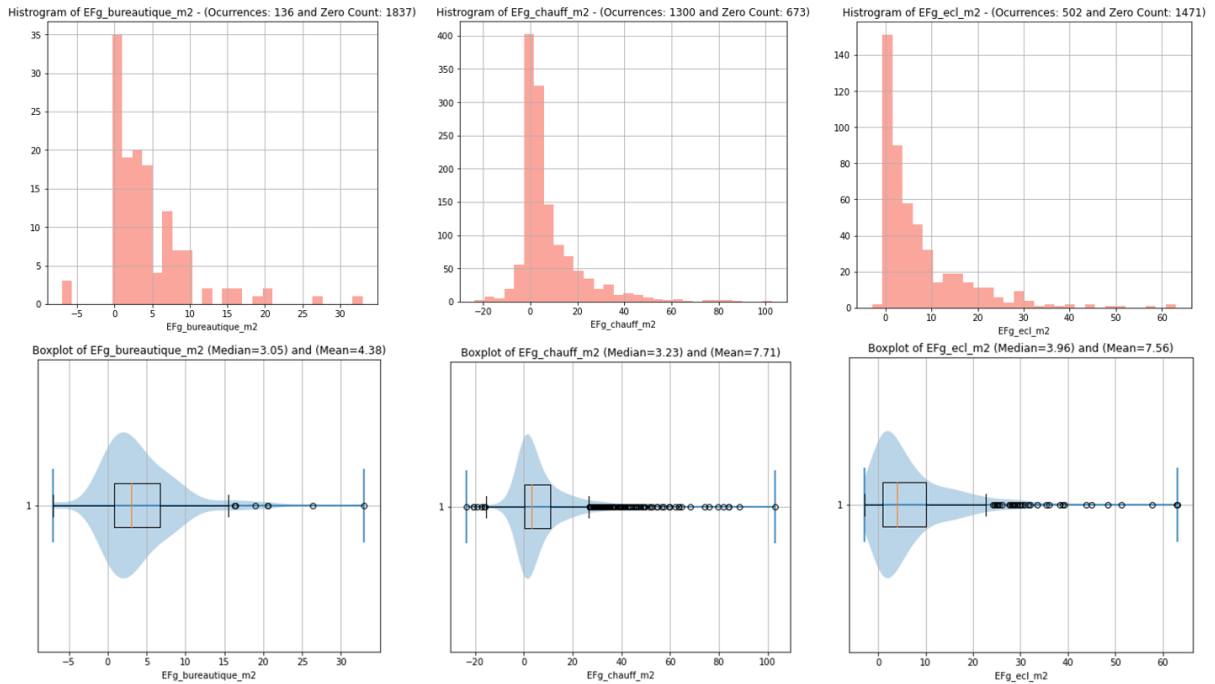 Histrogram of EFg_bureautique_m2 - (Ocurrences: 136 and Zero Count: 1837)
35
30
25
20
15
10
5
0
−5 0 5 10 15 20 25 30
EFg_bureautique_m2
Histrogram of EFg_chauff_m2 - (Ocurrences: 1300 and Zero Count: 673)
400
350
300
250
200
150
100
50
0
−20 0 20 40 60 80 100
EFg_chauff_m2
Histrogram of EFg_ecl_m2 - (Ocurrences: 502 and Zero Count: 1471)
140
120
100
80
60
40
20
0
0 10 20 30 40 50 60
EFg_ecl_m2
Boxplot of EFg_bureautique_m2 (Median=3.05) and (Mean=4.38)
1
−5 0 5 10 15 20 25 30
EFg_bureautique_m2
Boxplot of EFg_chauff_m2 (Median=3.23) and (Mean=7.71)
1
−20 0 20 40 60 80 100
EFg_chauff_m2
Boxplot of EFg_ecl_m2 (Median=3.96) and (Mean=7.56)
1
0 10 20 30 40 50 60
EFg_ecl_m2